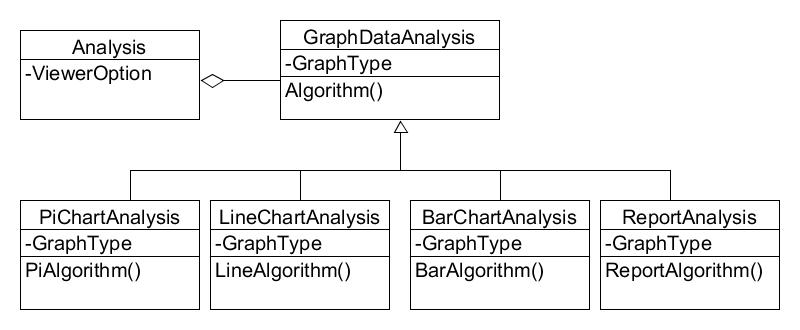 Analysis
-ViewerOption
GraphDataAnalysis
-GraphType
Algorithm()
PiChartAnalysis
-GraphType
PiAlgorithm()
LineChartAnalysis
-GraphType
LineAlgorithm()
BarChartAnalysis
-GraphType
BarAlgorithm()
ReportAnalysis
-GraphType
ReportAlgorithm()